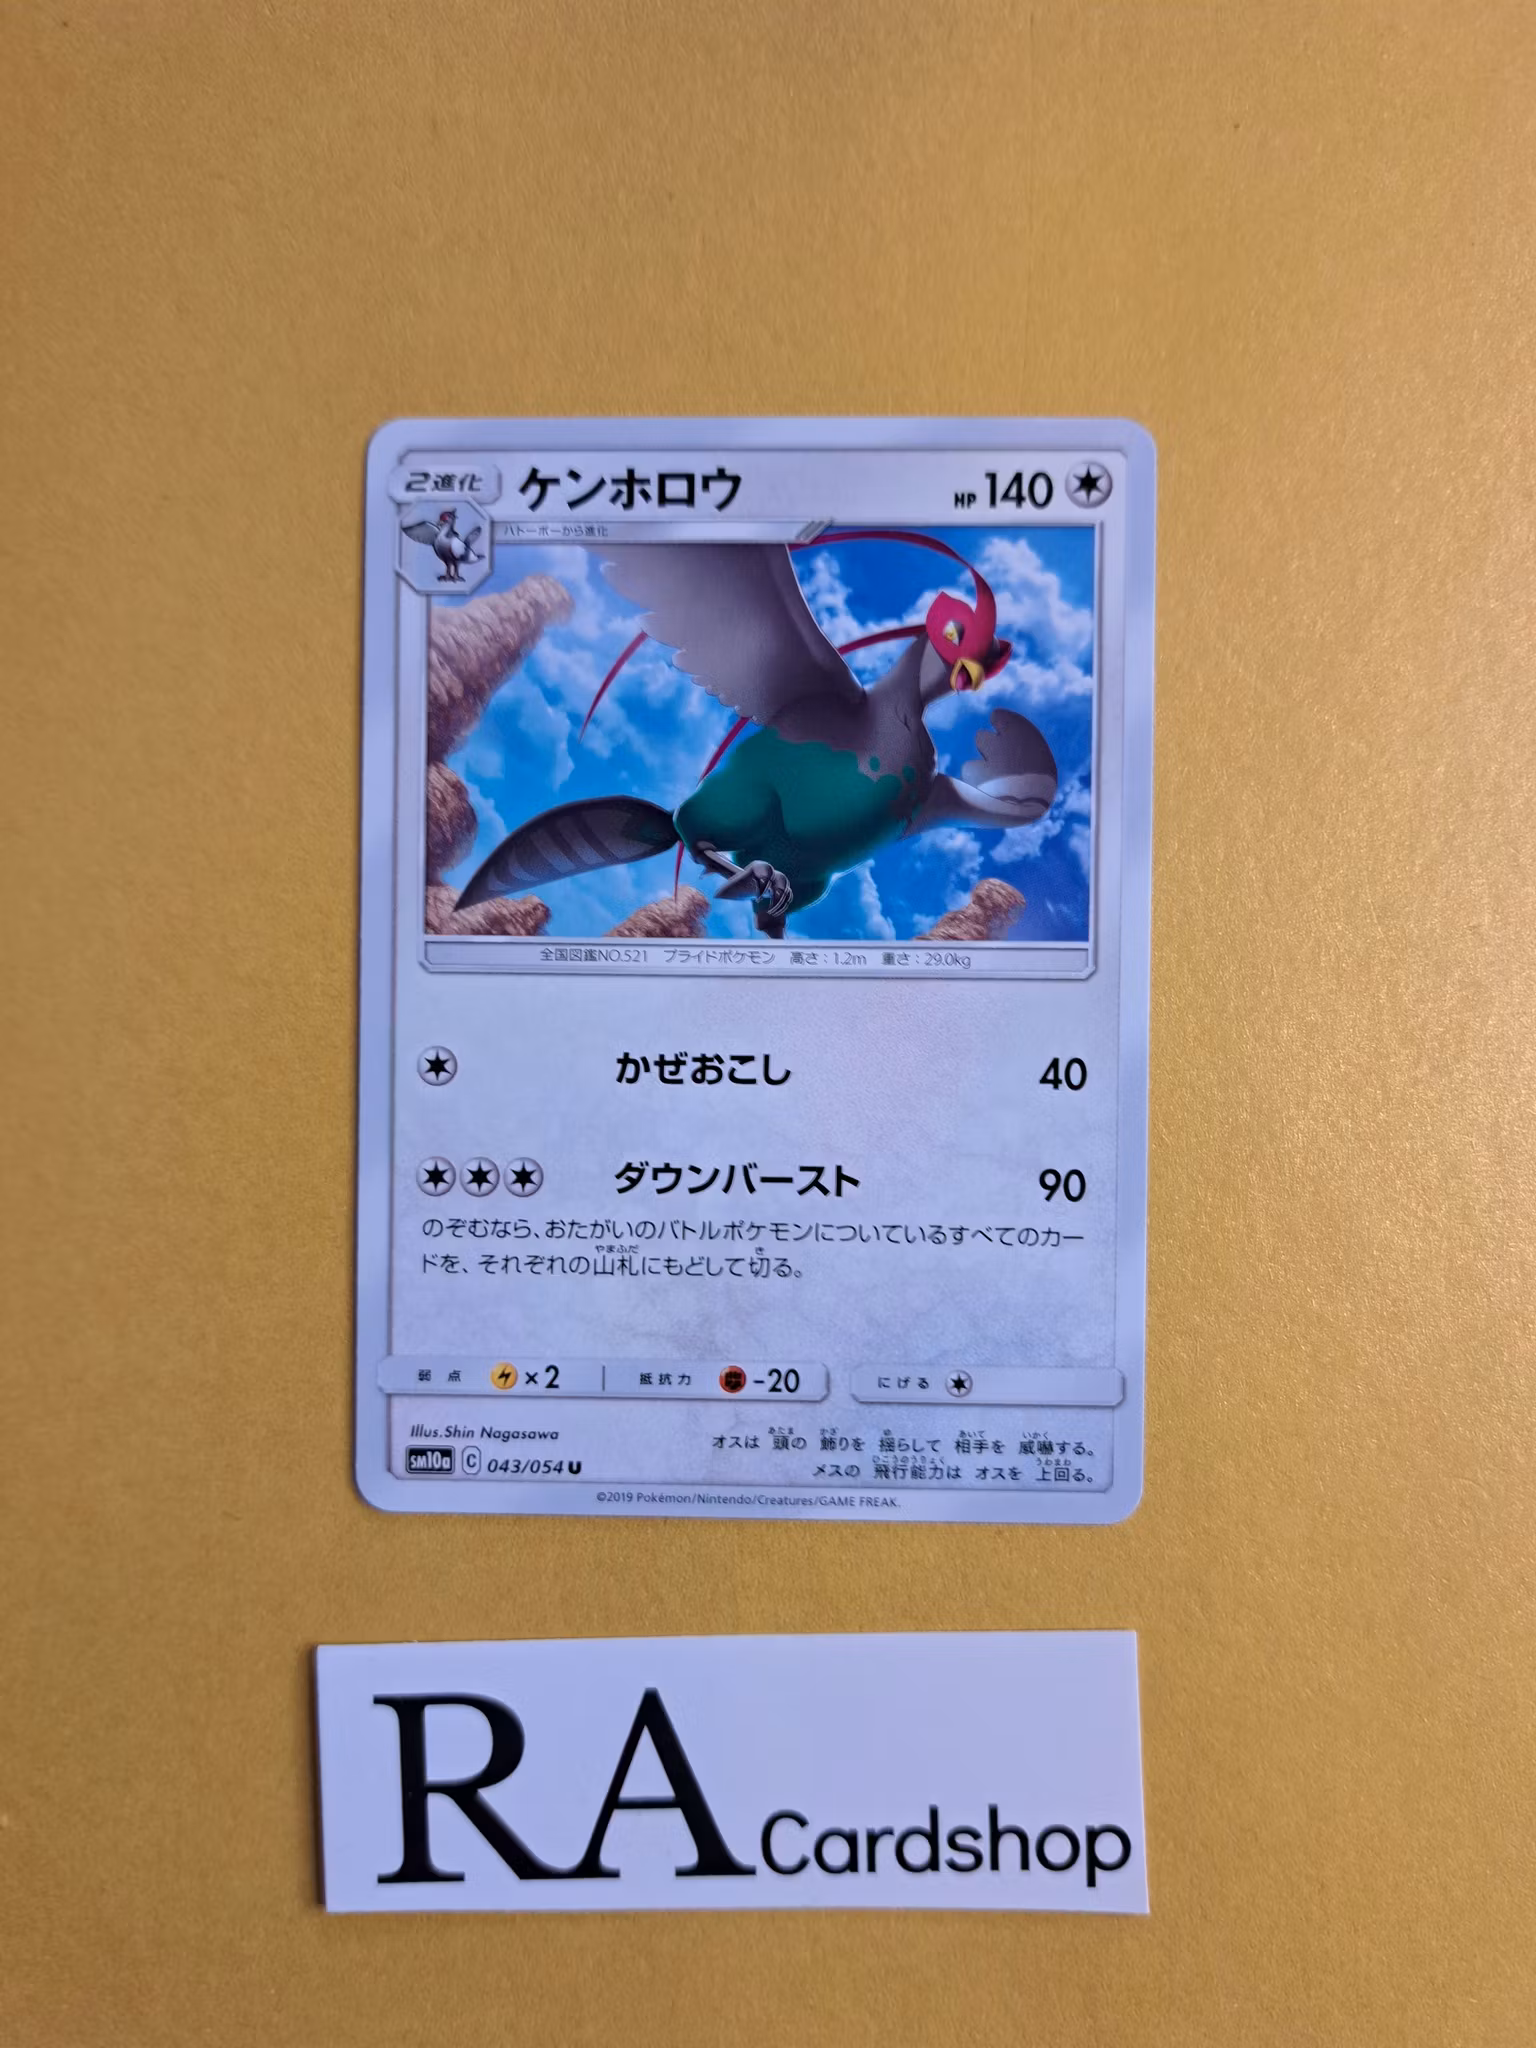 2進化 ケンホロウ HP 140
ハトーボーから進化
全国図鑑NO.521 プライドポケモン 高さ：1.2m 重さ：29.0kg
かぜおこし 40
ダウンバースト 90
のぞむなら、おたがいのバトルポケモンについているすべてのカー
ドを、それぞれの山札にもどして切る。
弱点 ×2 抵抗力 -20 にげる
Illus.Shin Nagasawa
sm10a C 043/054 U
オスは 頭の 飾りを 揺らして 相手を 威嚇する。
メスの 飛行能力は オスを 上回る。
©2019 Pokémon/Nintendo/Creatures/GAME FREAK.
RA Cardshop